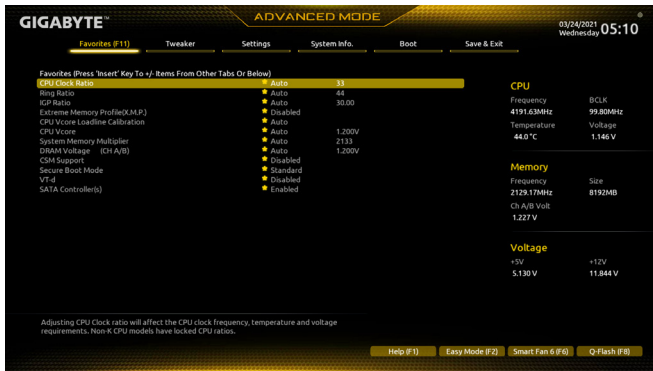 GIGABYTE™
ADVANCED MODE
03/24/2021
Wednesday 05:10
Favorites (F11) Tweaker Settings System Info. Boot Save & Exit
Favorites (Press 'Insert' Key To +/- Items From Other Tabs Or Below)
CPU Clock Ratio Auto 33
Ring Ratio Auto 44
IGP Ratio Auto 30.00
Extreme Memory Profile(X.M.P.) Disabled
CPU Vcore Loadline Calibration Auto
CPU Vcore Auto 1.200V
System Memory Multiplier Auto 2133
DRAM Voltage (CH A/B) Auto 1.200V
CSM Support Disabled
Secure Boot Mode Standard
VT-d Disabled
SATA Controller(s) Enabled
CPU
Frequency BCLK
4191.63MHz 99.80MHz
Temperature Voltage
44.0°C 1.146 V
Memory
Frequency Size
2129.17MHz 8192MB
Ch A/B Volt
1.227 V
Voltage
+5V +12V
5.130 V 11.844 V
Adjusting CPU Clock ratio will affect the CPU clock frequency, temperature and voltage
requirements. Non-K CPU models have locked CPU ratios.
Help (F1) Easy Mode (F2) Smart Fan 6 (F6) Q-Flash (F8)